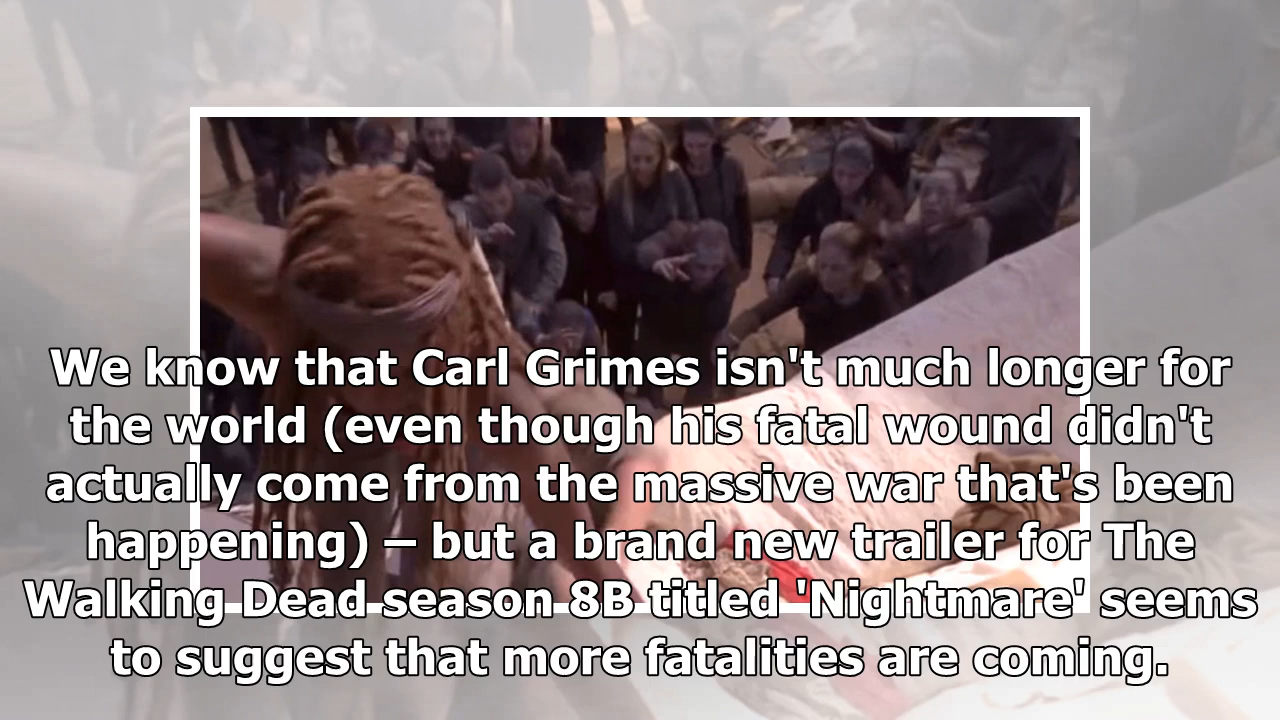 We know that Carl Grimes isn't much longer for
the world (even though his fatal wound didn't
actually come from the massive war that's been
happening) – but a brand new trailer for The
Walking Dead season 8B titled 'Nightmare' seems
to suggest that more fatalities are coming.